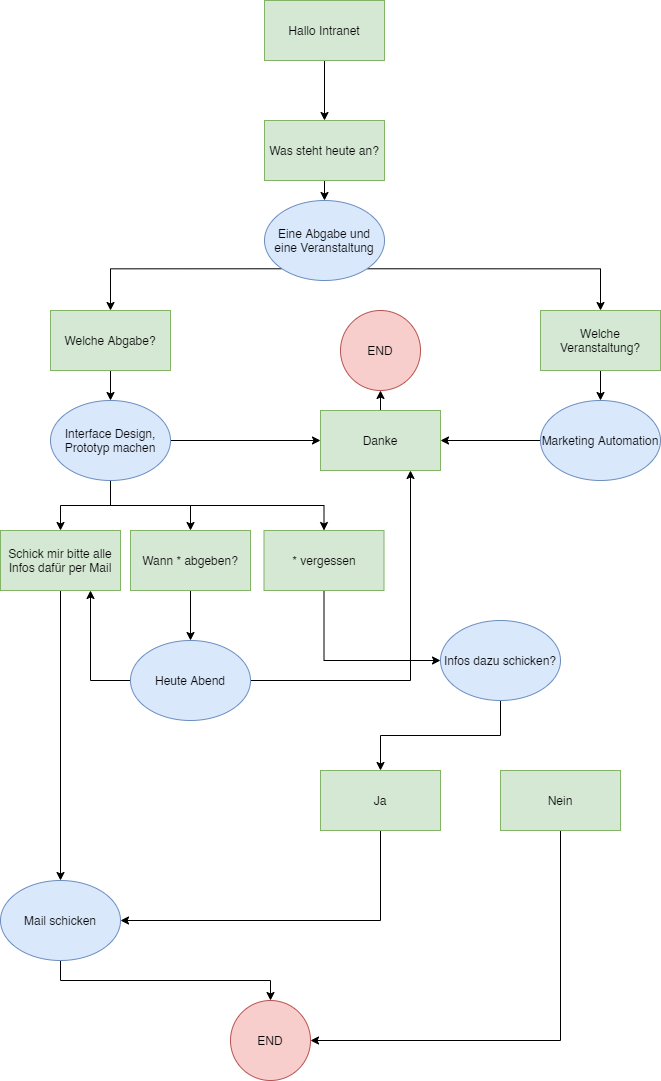 Hallo Intranet
Was steht heute an?
Eine Abgabe und
eine Veranstaltung
Welche Abgabe?
END
Welche
Veranstaltung?
Interface Design,
Prototyp machen
Danke
Marketing Automation
Schick mir bitte alle
Infos dafür per Mail
Wann * abgeben?
* vergessen
Heute Abend
Infos dazu schicken?
Ja
Nein
Mail schicken
END